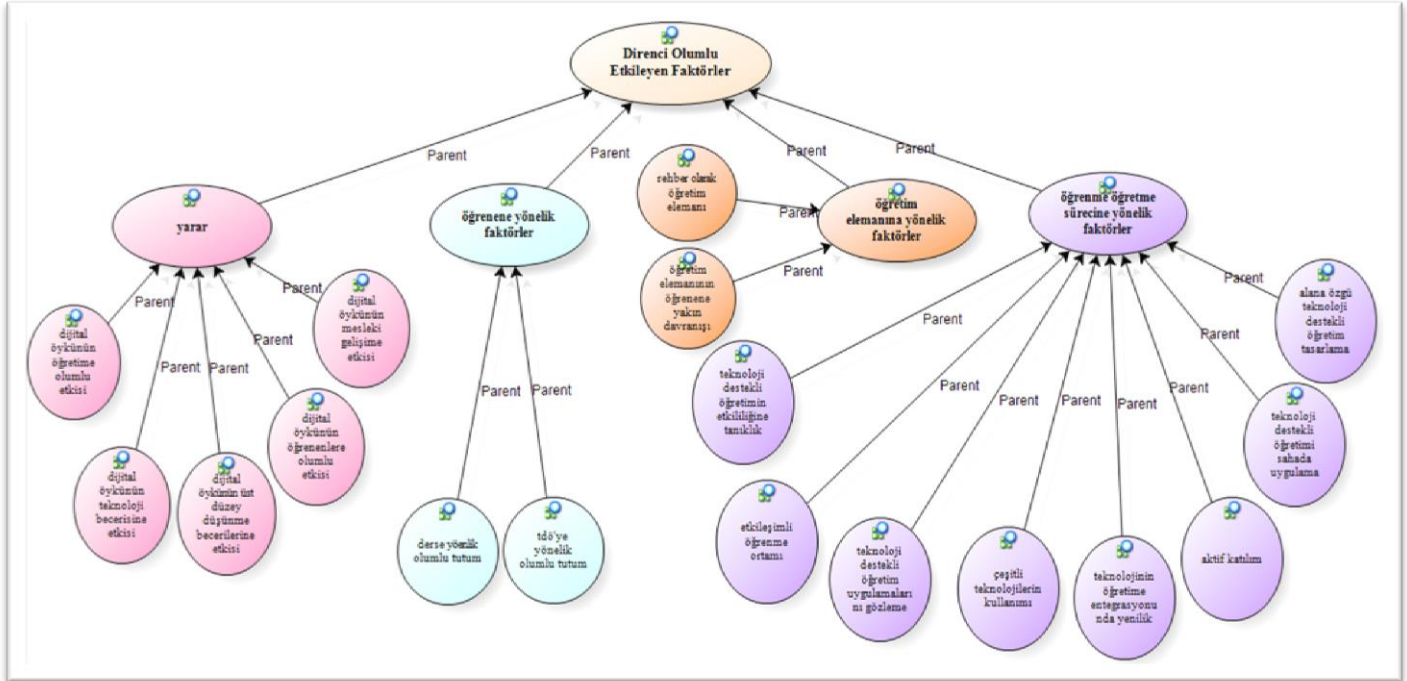 Direnci Olumlu
Etkileyen Faktörler
Parent
Parent
Parent
Parent
yarar
öğrenene yönelik
faktörler
rehber olarak
öğretim
elemanı
öğretim
elemanına yönelik
faktörler
öğrenme öğretme
sürecine yönelik
faktörler
Parent
Parent
öğretim
elemanının
öğrenene
yakın
davranışı
Parent
Parent
Parent
Parent
Parent
dijital
öykünün
öğretime
olumlu
etkisi
dijital
öykünün
teknoloji
becerisine
etkisi
dijital
öykünün üst
düzey
düşünme
becerilerine
etkisi
dijital
öykünün
öğrenenlere
olumlu
etkisi
dijital
öykünün
mesleki
gelişime
etkisi
Parent
Parent
derse yönelik
olumlu tutum
tdö'ye
yönelik
olumlu tutum
Parent
Parent
Parent
Parent
Parent
Parent
Parent
Parent
teknoloji
destekli
öğretimin
etkililiğine
tanıklık
etkileşimli
öğrenme
ortamı
teknoloji
destekli
öğretim
uygulamaları
nı gözleme
çeşitli
teknolojilerin
kullanımı
teknolojinin
öğretime
entegrasyonu
nda yenilik
aktif katılım
teknoloji
destekli
öğretimi
sahada
uygulama
alana özgü
teknoloji
destekli
öğretim
tasarlama